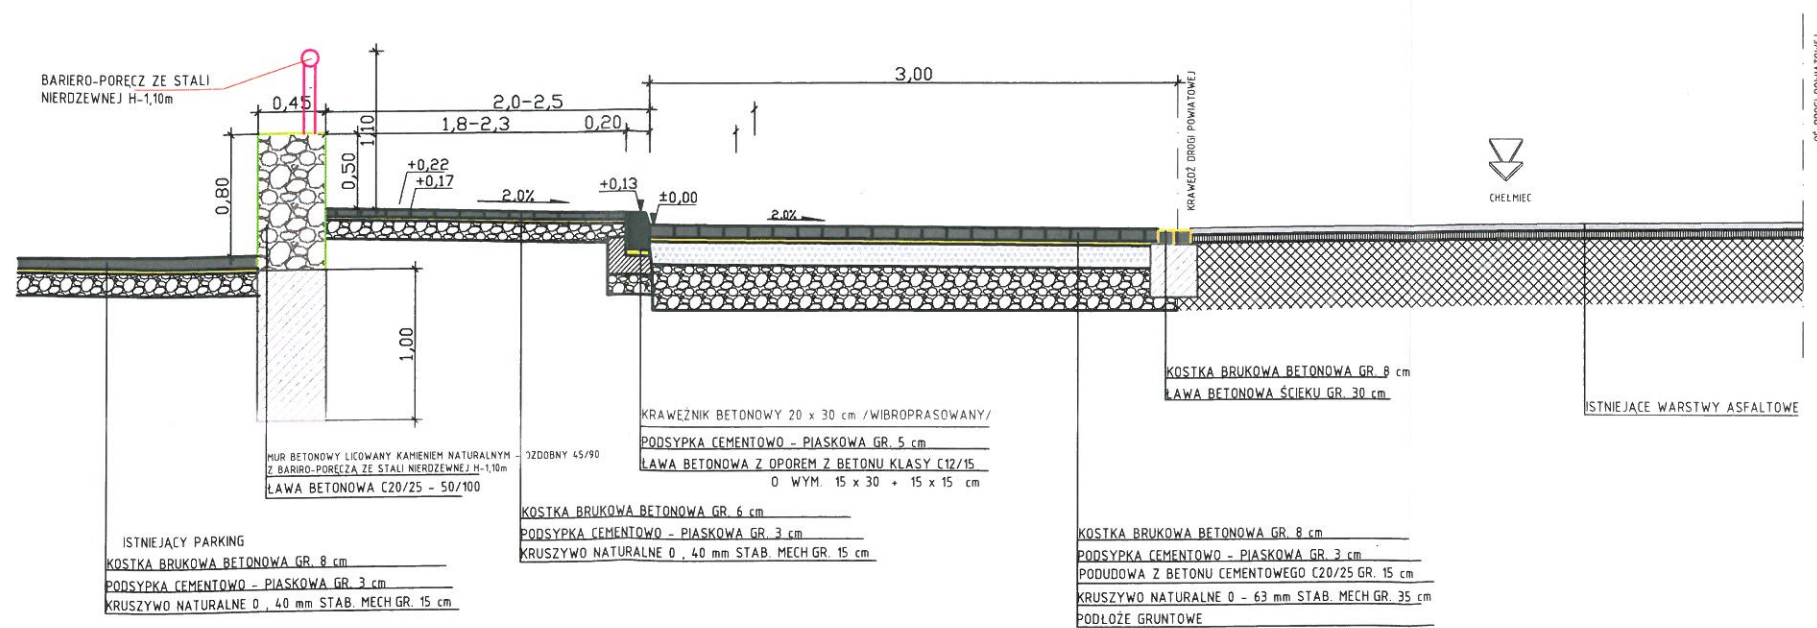 BARIERO-PORĘCZ ZE STALI
NIERDZEWNEJ H-1,10m
0,45
2,0-2,5
1,8-2,3
0,20
3,00
1,10
0,50
0,80
1,00
+0,22
+0,17
2.0%
+0,13
±0,00
2.0%
KRAWĘDŹ DROGI POWIATOWEJ
CHEŁMIEC
OŚ DROGI POWIATOWEJ
KOSTKA BRUKOWA BETONOWA GR. 8 cm
ŁAWA BETONOWA ŚCIEKU GR. 30 cm
ISTNIEJĄCE WARSTWY ASFALTOWE
KRAWĘŻNIK BETONOWY 20 x 30 cm /WIBROPRASOWANY/
PODSYPKA CEMENTOWO - PIASKOWA GR. 5 cm
ŁAWA BETONOWA Z OPOREM Z BETONU KLASY C12/15
O WYM. 15 x 30 + 15 x 15 cm
MUR BETONOWY LICOWANY KAMIENIEM NATURALNYM - OZDOBNY 45/90
Z BARIRO-PORĘCZĄ ZE STALI NIERDZEWNEJ H-1,10m
ŁAWA BETONOWA C20/25 - 50/100
KOSTKA BRUKOWA BETONOWA GR. 6 cm
PODSYPKA CEMENTOWO - PIASKOWA GR. 3 cm
KRUSZYWO NATURALNE 0 , 40 mm STAB. MECH GR. 15 cm
ISTNIEJĄCY PARKING
KOSTKA BRUKOWA BETONOWA GR. 8 cm
PODSYPKA CEMENTOWO - PIASKOWA GR. 3 cm
KRUSZYWO NATURALNE 0 , 40 mm STAB. MECH GR. 15 cm
KOSTKA BRUKOWA BETONOWA GR. 8 cm
PODSYPKA CEMENTOWO - PIASKOWA GR. 3 cm
PODUDOWA Z BETONU CEMENTOWEGO C20/25 GR. 15 cm
KRUSZYWO NATURALNE 0 - 63 mm STAB. MECH GR. 35 cm
PODŁOŻE GRUNTOWE